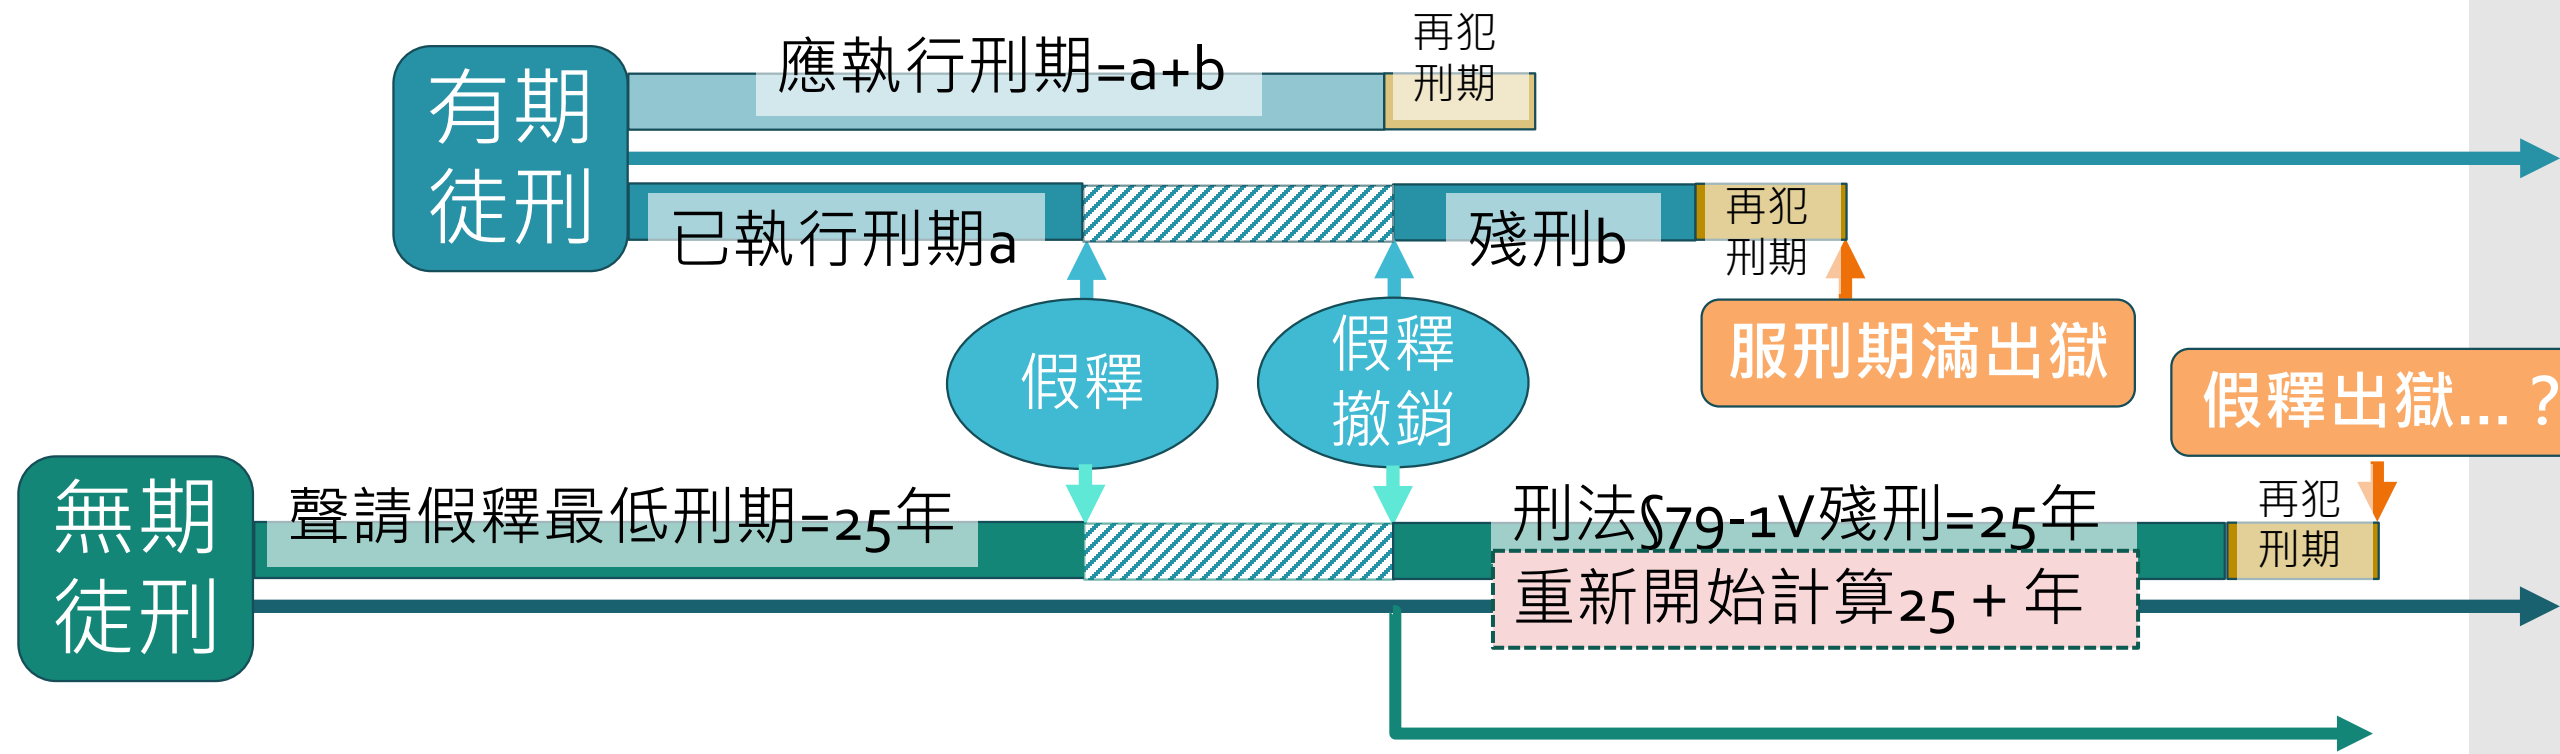 有期
徒刑
應執行刑期=a+b
再犯
刑期
已執行刑期a
殘刑b
再犯
刑期
假釋
假釋
撤銷
服刑期滿出獄
假釋出獄…？
無期
徒刑
聲請假釋最低刑期=25年
刑法§79-1V殘刑=25年
重新開始計算25 + 年
再犯
刑期